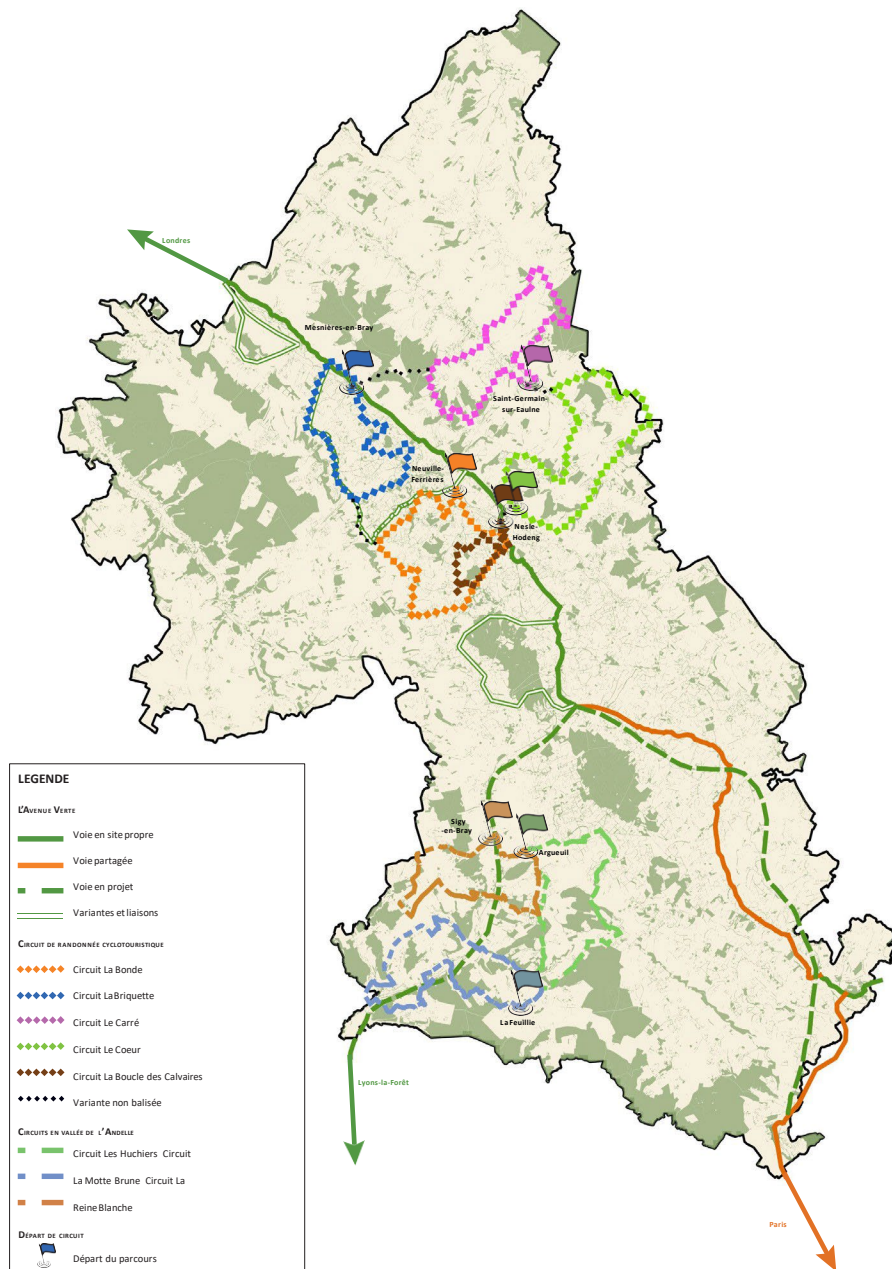 Londres
Mesnières-en-Bray
Saint-Germain-
sur-Eaulne
Neuville-
Ferrières
Nesle-
Hodeng
Sigy
-en-Bray
Argueuil
La Feuillie
Lyons-la-Forêt
Paris
LEGENDE
L'Avenue Verte
Voie en site propre
Voie partagée
Voie en projet
Variantes et liaisons
Circuit de randonnée cyclotouristique
Circuit La Bonde
Circuit La Briquette
Circuit Le Carré
Circuit Le Coeur
Circuit La Boucle des Calvaires
Variante non balisée
Circuits en vallée de l'Andelle
Circuit Les Huchiers Circuit
La Motte Brune Circuit La
Reine Blanche
Départ de circuit
Départ du parcours